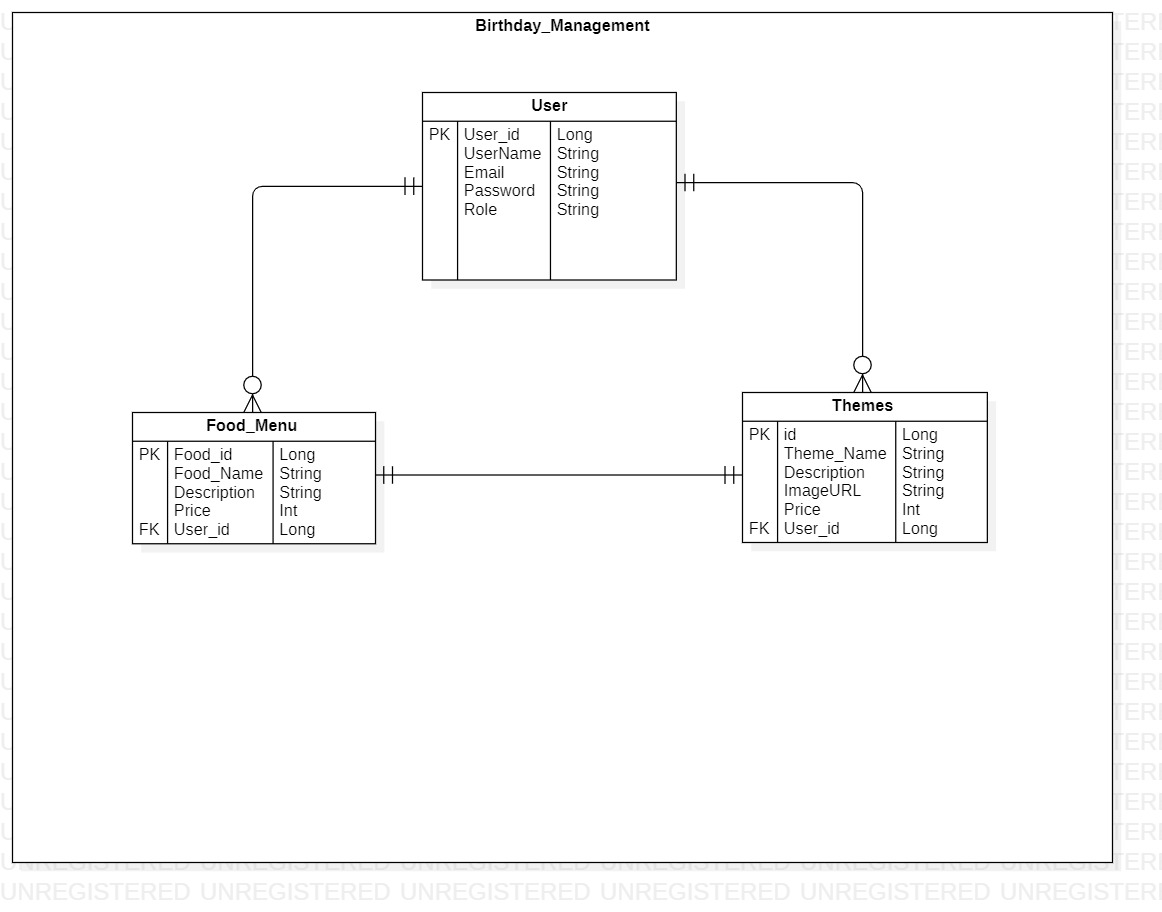 Birthday_Management
User
PK User_id Long
UserName String
Email String
Password String
Role String
Food_Menu
PK Food_id Long
Food_Name String
Description String
Price Int
FK User_id Long
Themes
PK id Long
Theme_Name String
Description String
ImageURL String
Price Int
FK User_id Long
UNREGISTERED UNREGISTERED UNREGISTERED UNREGISTERED UNREGISTERED UNREGISTERI